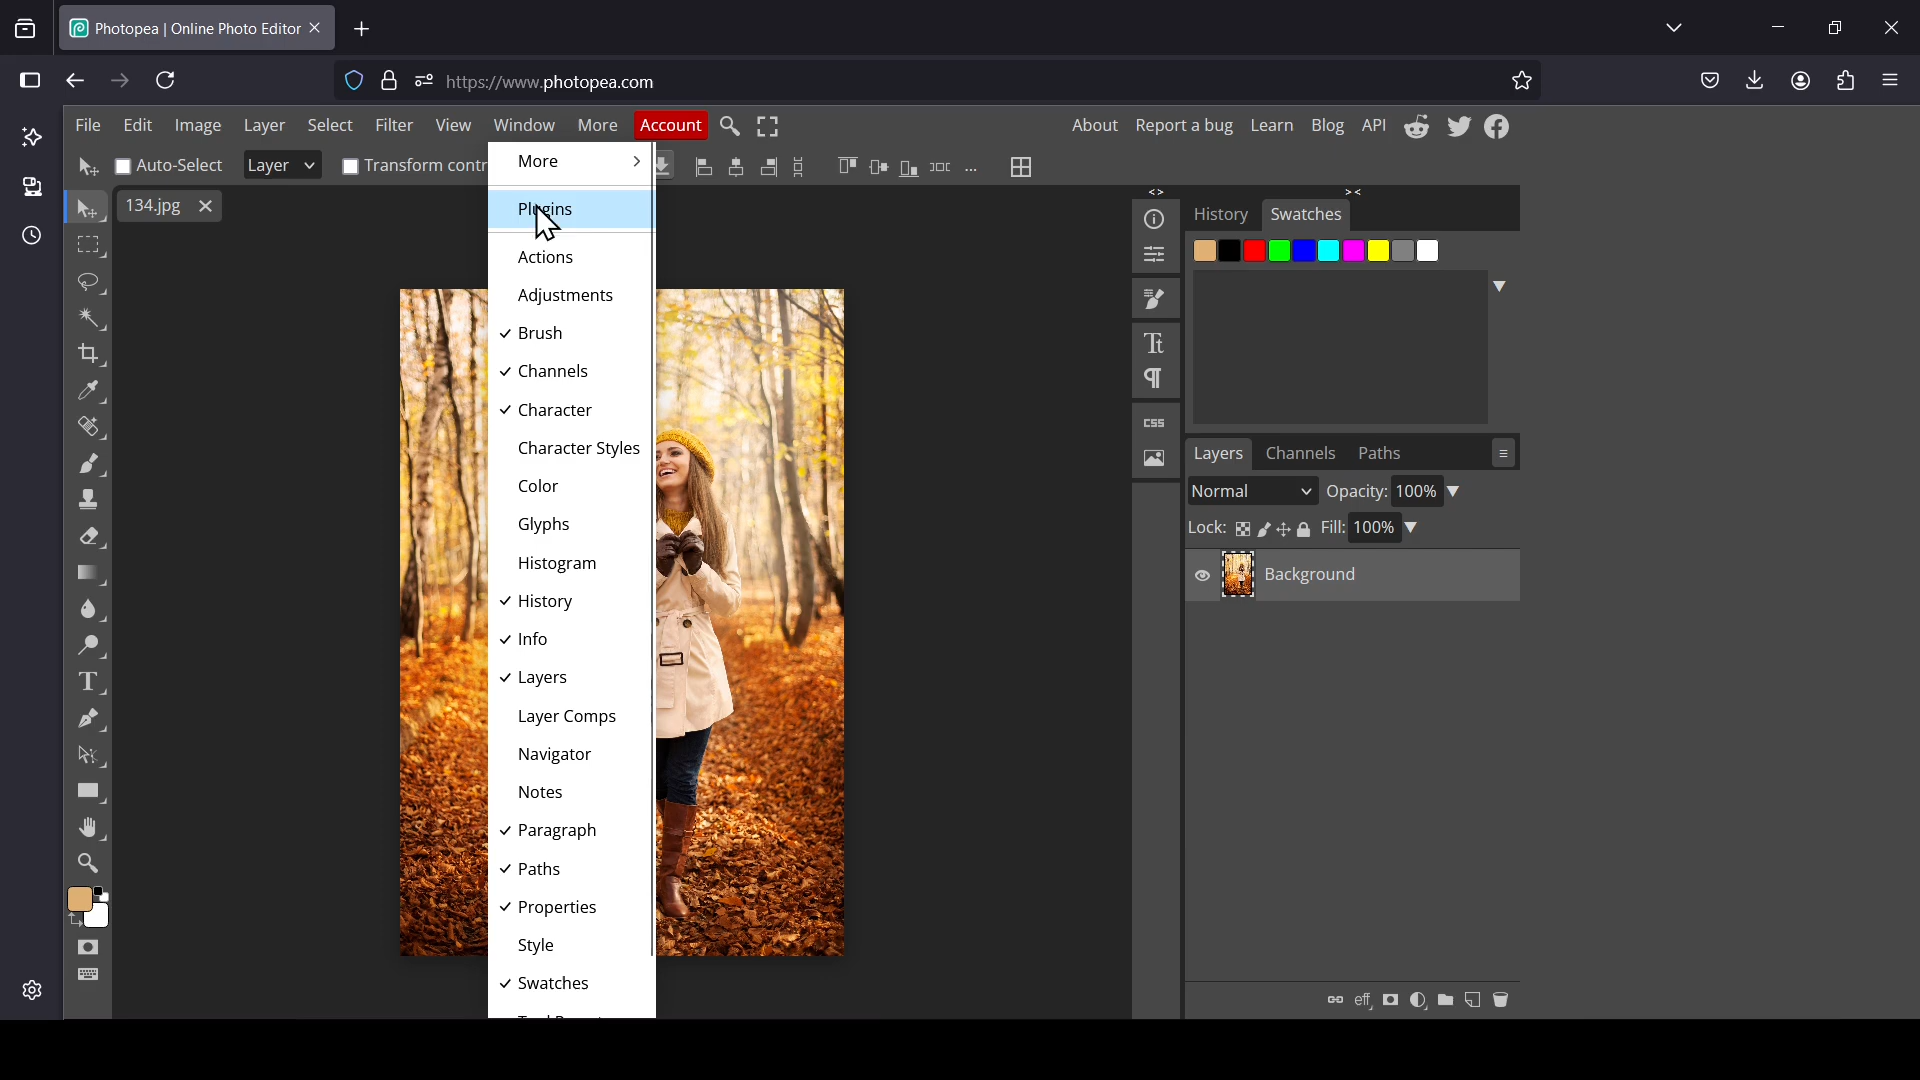 Photopea | Online Photo Editor
https://www.photopea.com
File Edit Image Layer Select Filter View Window More Account
About Report a bug Learn Blog API
Auto-Select Layer Transform contr
134.jpg
More
Plugins
Actions
Adjustments
Brush
Channels
Character
Character Styles
Color
Glyphs
Histogram
History
Info
Layers
Layer Comps
Navigator
Notes
Paragraph
Paths
Properties
Style
Swatches
<> ><
History Swatches
CSS
Layers Channels Paths
Normal Opacity: 100%
Lock: Fill: 100%
Background
eff